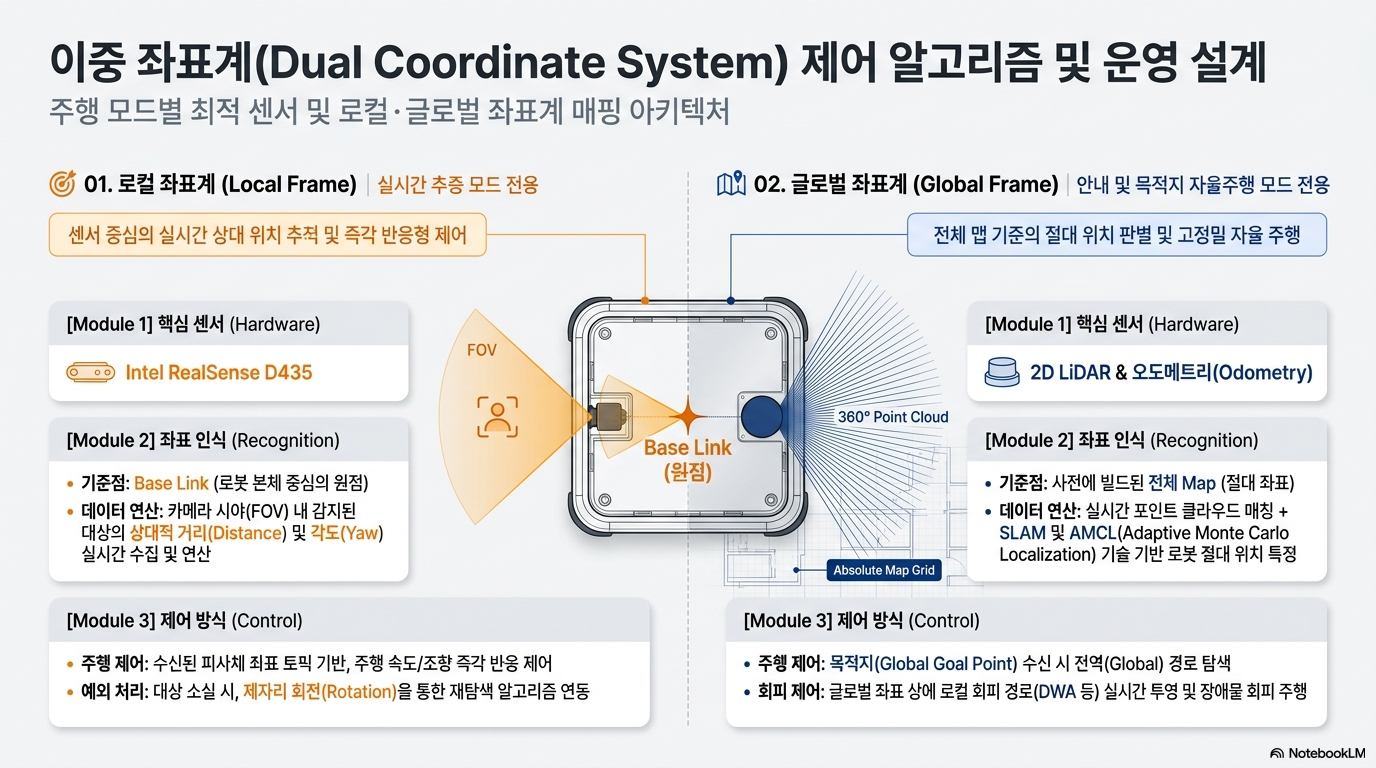 이중 좌표계(Dual Coordinate System) 제어 알고리즘 및 운영 설계
주행 모드별 최적 센서 및 로컬·글로벌 좌표계 매핑 아키텍처
01. 로컬 좌표계 (Local Frame) | 실시간 추종 모드 전용
센서 중심의 실시간 상대 위치 추적 및 즉각 반응형 제어
[Module 1] 핵심 센서 (Hardware)
Intel RealSense D435
[Module 2] 좌표 인식 (Recognition)
• 기준점: Base Link (로봇 본체 중심의 원점)
• 데이터 연산: 카메라 시야(FOV) 내 감지된
대상의 상대적 거리(Distance) 및 각도(Yaw)
실시간 수집 및 연산
[Module 3] 제어 방식 (Control)
• 주행 제어: 수신된 피사체 좌표 토픽 기반, 주행 속도/조향 즉각 반응 제어
• 예외 처리: 대상 소실 시, 제자리 회전(Rotation)을 통한 재탐색 알고리즘 연동
FOV
Base Link
(원점)
360° Point Cloud
Absolute Map Grid
02. 글로벌 좌표계 (Global Frame) | 안내 및 목적지 자율주행 모드 전용
전체 맵 기준의 절대 위치 판별 및 고정밀 자율 주행
[Module 1] 핵심 센서 (Hardware)
2D LiDAR & 오도메트리(Odometry)
[Module 2] 좌표 인식 (Recognition)
• 기준점: 사전에 빌드된 전체 Map (절대 좌표)
• 데이터 연산: 실시간 포인트 클라우드 매칭 +
SLAM 및 AMCL(Adaptive Monte Carlo
Localization) 기술 기반 로봇 절대 위치 특정
[Module 3] 제어 방식 (Control)
• 주행 제어: 목적지(Global Goal Point) 수신 시 전역(Global) 경로 탐색
• 회피 제어: 글로벌 좌표 상에 로컬 회피 경로(DWA 등) 실시간 투영 및 장애물 회피 주행
NotebookLM